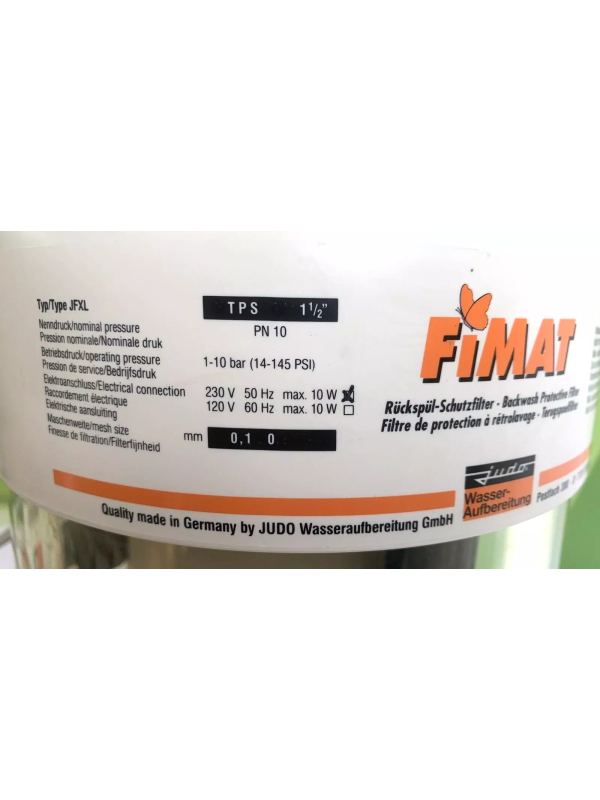 Typ/Type JFXL
TPS 1 1/2"
Nenndruck/nominal pressure
Pression nominale/Nominale druk
PN 10
Betriebsdruck/operating pressure
Pression de service/Bedrijfsdruk
1-10 bar (14-145 PSI)
Elektroanschluss/Electrical connection
Raccordement électrique
Elektrische aansluiting
230 V 50 Hz max. 10 W
120 V 60 Hz max. 10 W
Maschenweite/mesh size
Finesse de filtration/Filterfijnheid
mm 0,1 0
FiMAT
Rückspül-Schutzfilter - Backwash Protective Filter
Filtre de protection à rétrolavage - Terugspoelfilter
judo
Wasser-
Aufbereitung
Postfach
Quality made in Germany by JUDO Wasseraufbereitung GmbH